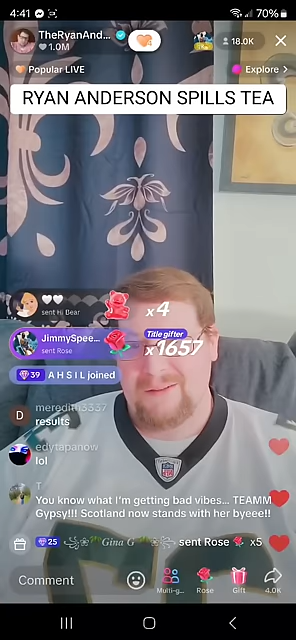 4:41
70%
TheRyanAnd...
1.0M
18.0K
Popular LIVE
Explore >
RYAN ANDERSON SPILLS TEA
sent Hi Bear
x4
JimmySpee...
sent Rose
Title gifter
x1657
39 A H S I L joined
D
meredith3337
results
edytapanow
lol
T
You know what I'm getting bad vibes... TEAMM
Gypsy!!! Scotland now stands with her byeee!!
25 Gina G sent Rose x5
NFL
Comment
Multi-g...
Rose
Gift
4.0K